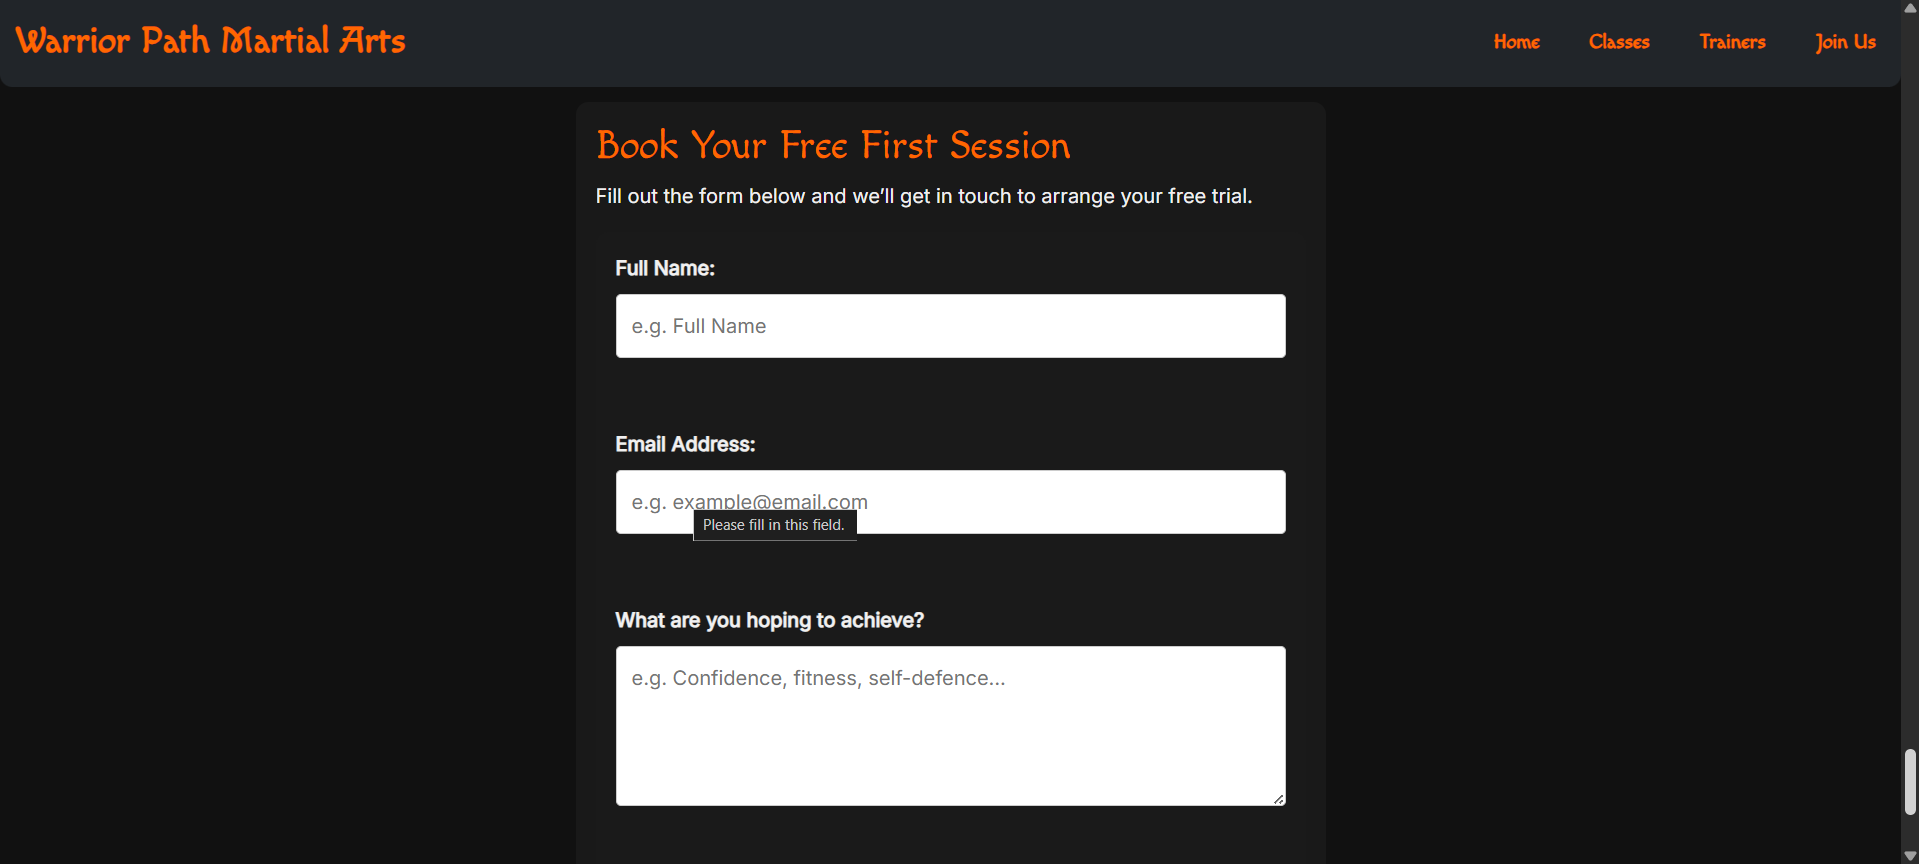 Warrior Path Martial Arts
Home Classes Trainers Join Us
Book Your Free First Session
Fill out the form below and we’ll get in touch to arrange your free trial.
Full Name:
e.g. Full Name
Email Address:
e.g. example@email.com
Please fill in this field.
What are you hoping to achieve?
e.g. Confidence, fitness, self-defence...